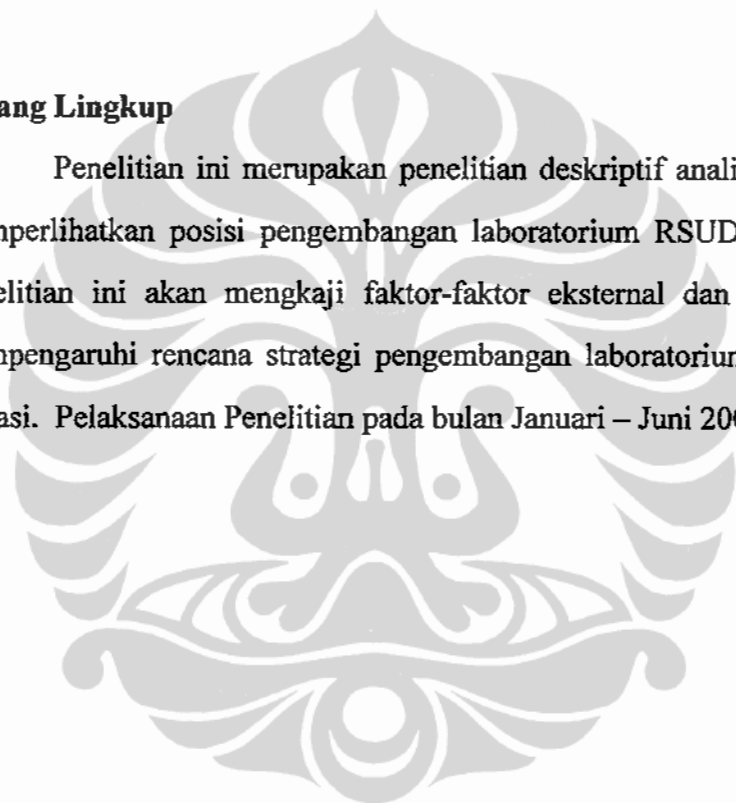 ang Lingkup
Penelitian ini merupakan penelitian deskriptif anali
nperlihatkan posisi pengembangan laboratorium RSUD
elitian ini akan mengkaji faktor-faktor eksternal dan
npengaruhi rencana strategi pengembangan laboratoriun
asi. Pelaksanaan Penelitian pada bulan Januari – Juni 200